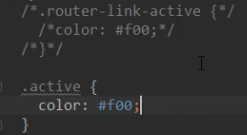 /*.router-link-active {*/
/*color: #f00;*/
/*}*/
.active {
color: #f00;
}